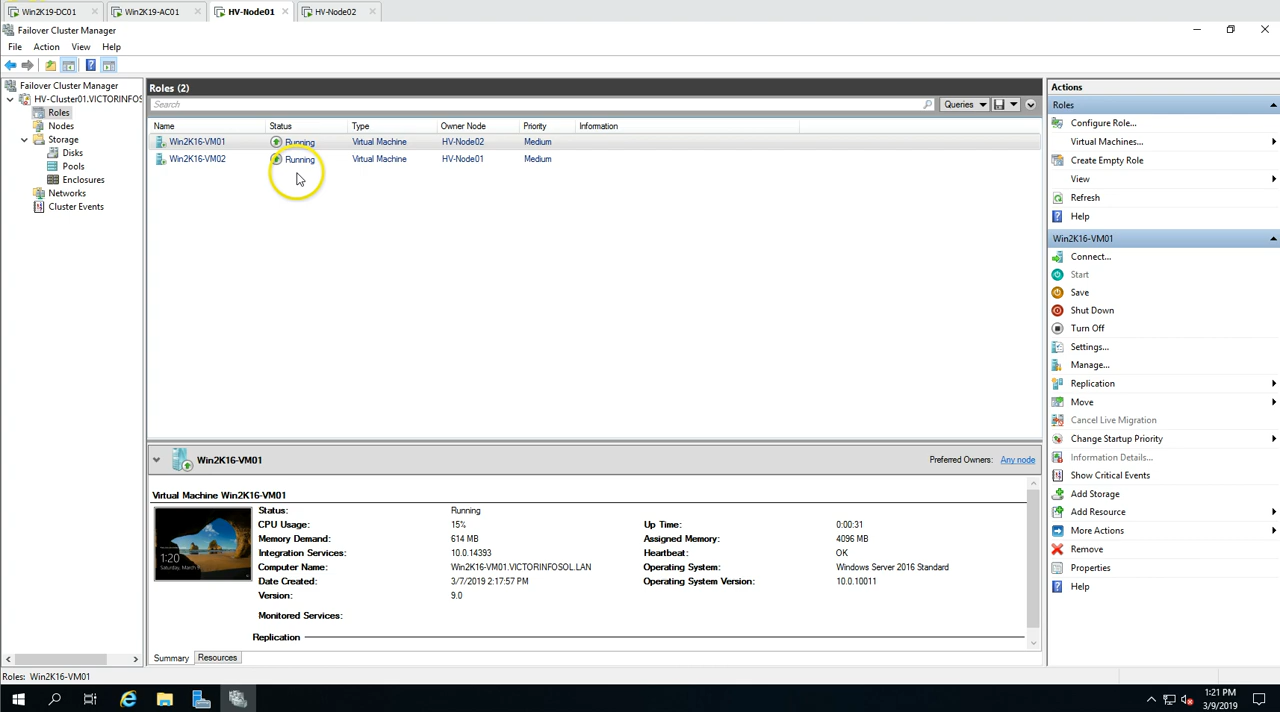 Win2K19-DC01
Win2K19-AC01
HV-Node01
HV-Node02
Failover Cluster Manager
File Action View Help
Failover Cluster Manager
HV-Cluster01.VICTORINFOS
Roles
Nodes
Storage
Disks
Pools
Enclosures
Networks
Cluster Events
Roles (2)
Search
Queries
Name Status Type Owner Node Priority Information
Win2K16-VM01 Running Virtual Machine HV-Node02 Medium
Win2K16-VM02 Running Virtual Machine HV-Node01 Medium
Win2K16-VM01
Preferred Owners: Any node
Virtual Machine Win2K16-VM01
Status: Running
CPU Usage: 15% Up Time: 0:00:31
Memory Demand: 614 MB Assigned Memory: 4096 MB
Integration Services: 10.0.14393 Heartbeat: OK
Computer Name: Win2K16-VM01.VICTORINFOSOL.LAN Operating System: Windows Server 2016 Standard
Date Created: 3/7/2019 2:17:57 PM Operating System Version: 10.0.10011
Version: 9.0
Monitored Services:
Replication
1:20
Summary Resources
Actions
Roles
Configure Role...
Virtual Machines...
Create Empty Role
View
Refresh
Help
Win2K16-VM01
Connect...
Start
Save
Shut Down
Turn Off
Settings...
Manage...
Replication
Move
Cancel Live Migration
Change Startup Priority
Information Details...
Show Critical Events
Add Storage
Add Resource
More Actions
Remove
Properties
Help
Roles: Win2K16-VM01
1:21 PM
3/9/2019